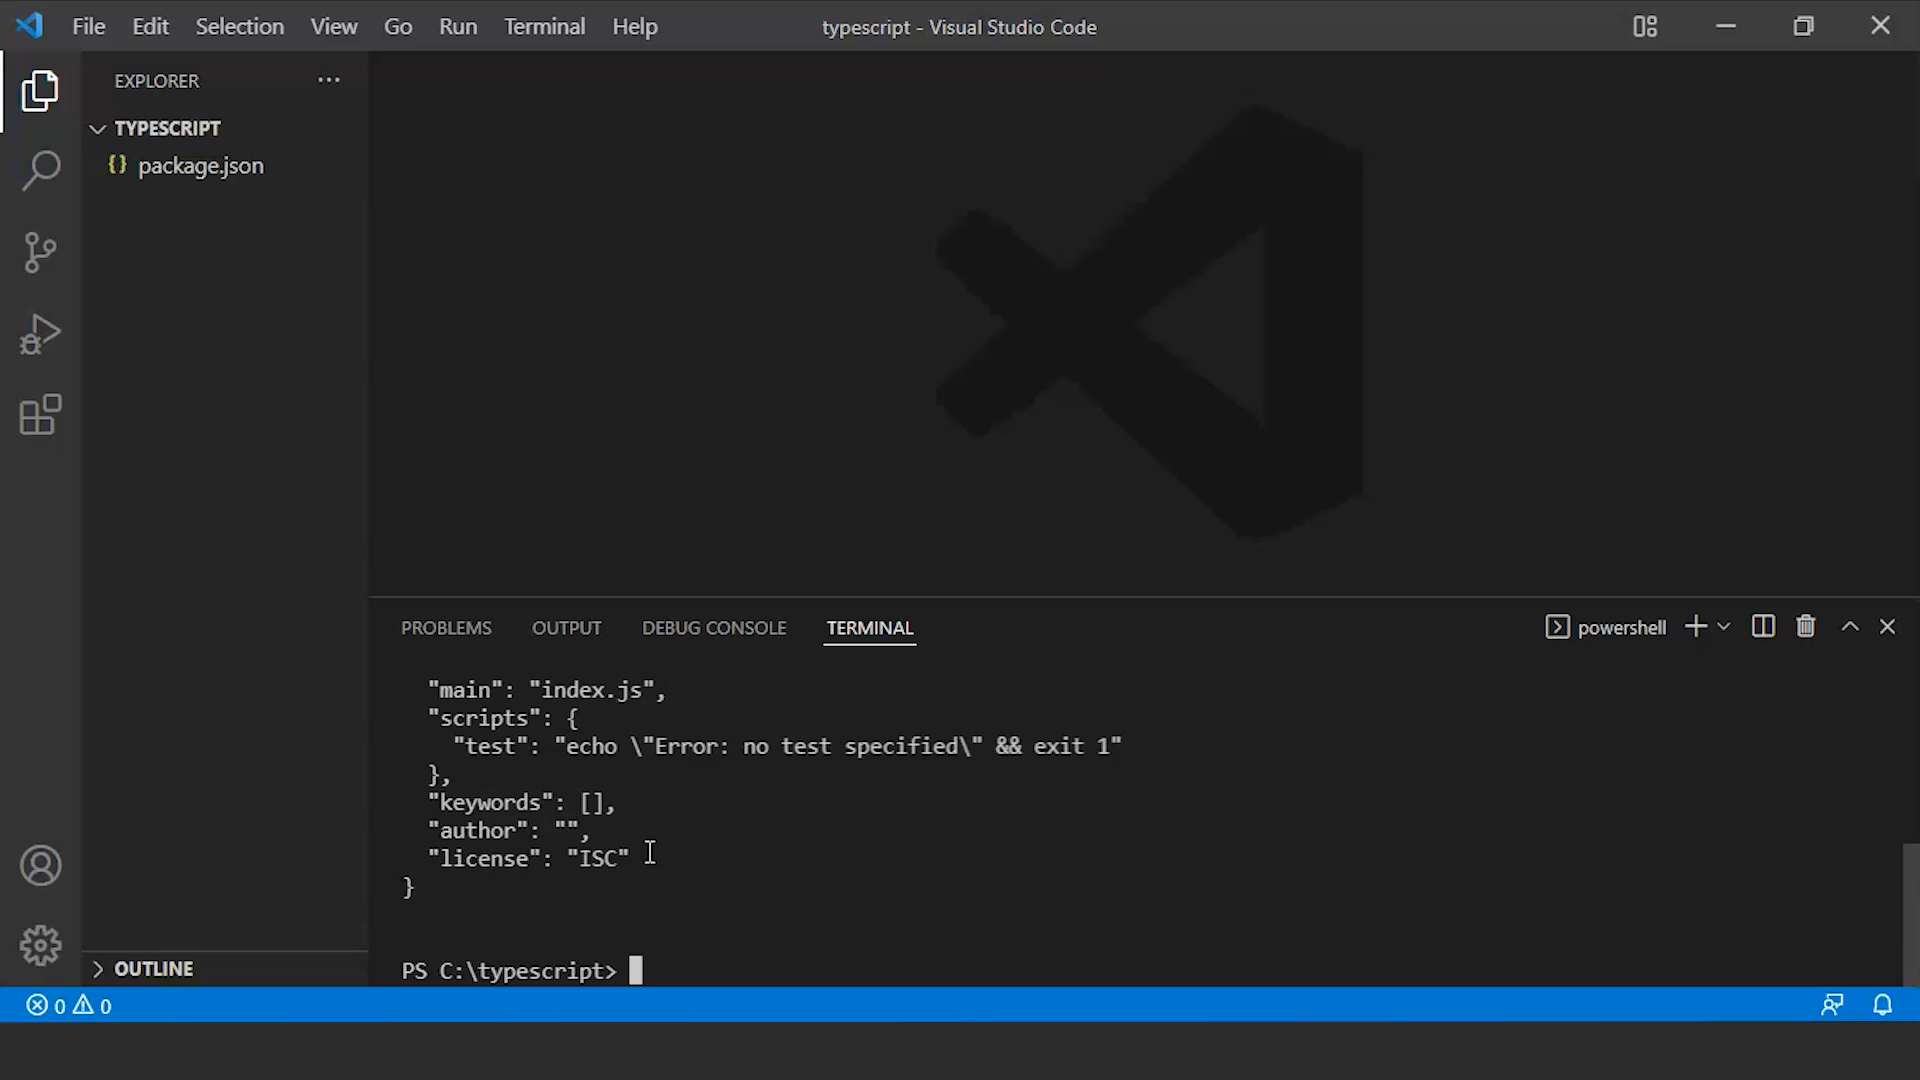 File Edit Selection View Go Run Terminal Help
typescript - Visual Studio Code
EXPLORER
TYPESCRIPT
{} package.json
PROBLEMS OUTPUT DEBUG CONSOLE TERMINAL
powershell
"main": "index.js",
"scripts": {
"test": "echo \"Error: no test specified\" && exit 1"
},
"keywords": [],
"author": "",
"license": "ISC"
}
PS C:\typescript>
OUTLINE
0 0